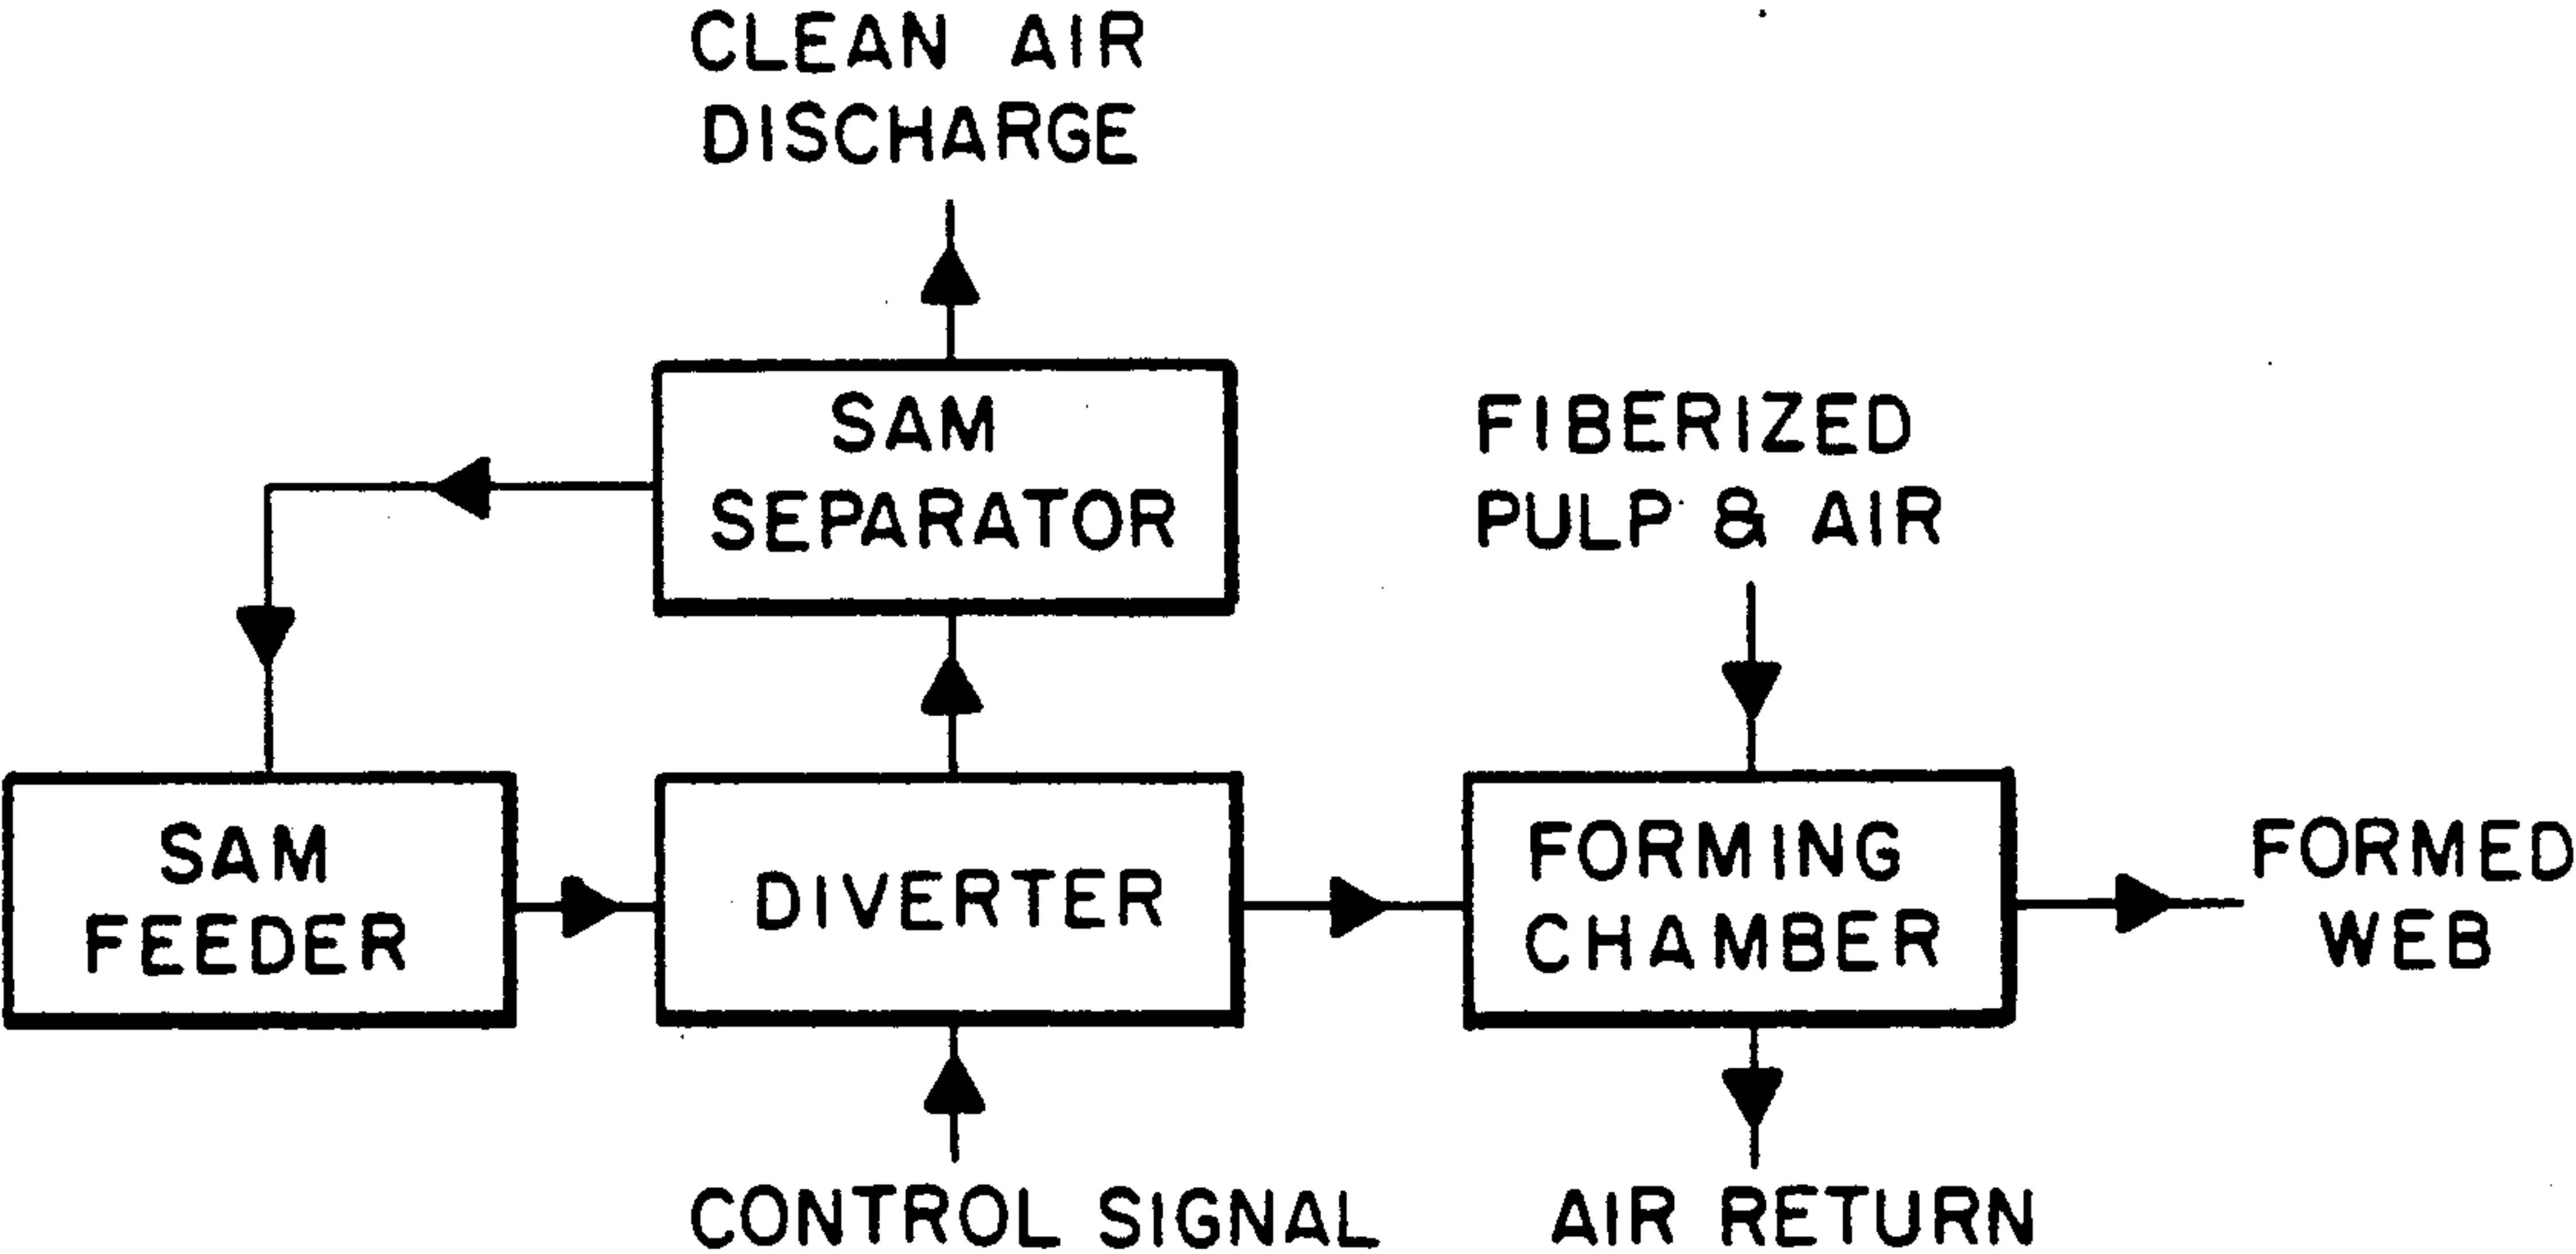 CLEAN AIR
DISCHARGE
SAM
SEPARATOR
FIBERIZED
PULP & AIR
SAM
FEEDER
DIVERTER
FORMING
CHAMBER
FORMED
WEB
CONTROL SIGNAL
AIR RETURN